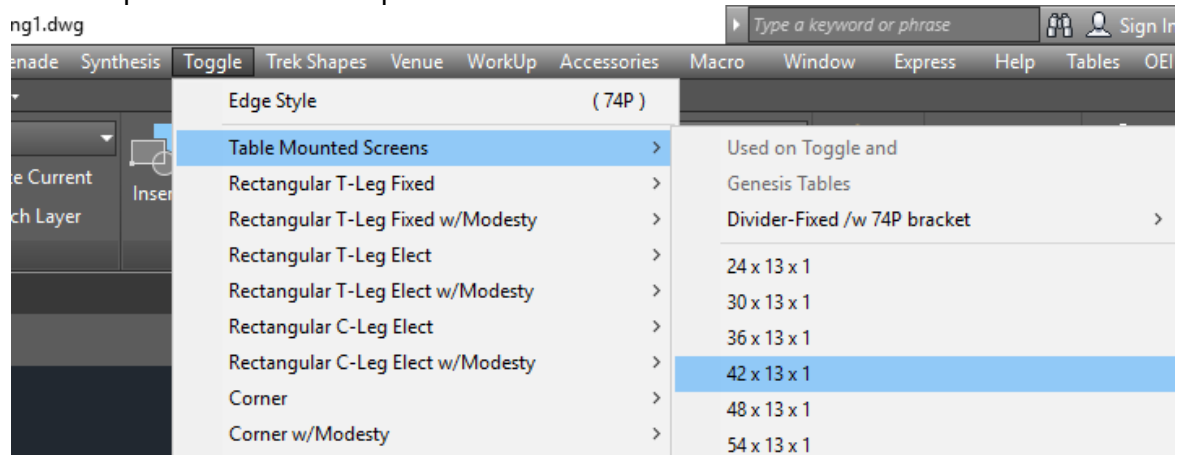 ng1.dwg
Type a keyword or phrase
Sign In
enade Synthesis Toggle Trek Shapes Venue WorkUp Accessories Macro Window Express Help Tables OEI
Edge Style ( 74P )
Table Mounted Screens
Rectangular T-Leg Fixed
Rectangular T-Leg Fixed w/Modesty
Rectangular T-Leg Elect
Rectangular T-Leg Elect w/Modesty
Rectangular C-Leg Elect
Rectangular C-Leg Elect w/Modesty
Corner
Corner w/Modesty
Used on Toggle and
Genesis Tables
Divider-Fixed /w 74P bracket
24 x 13 x 1
30 x 13 x 1
36 x 13 x 1
42 x 13 x 1
48 x 13 x 1
54 x 13 x 1
e Current
ch Layer
Inser